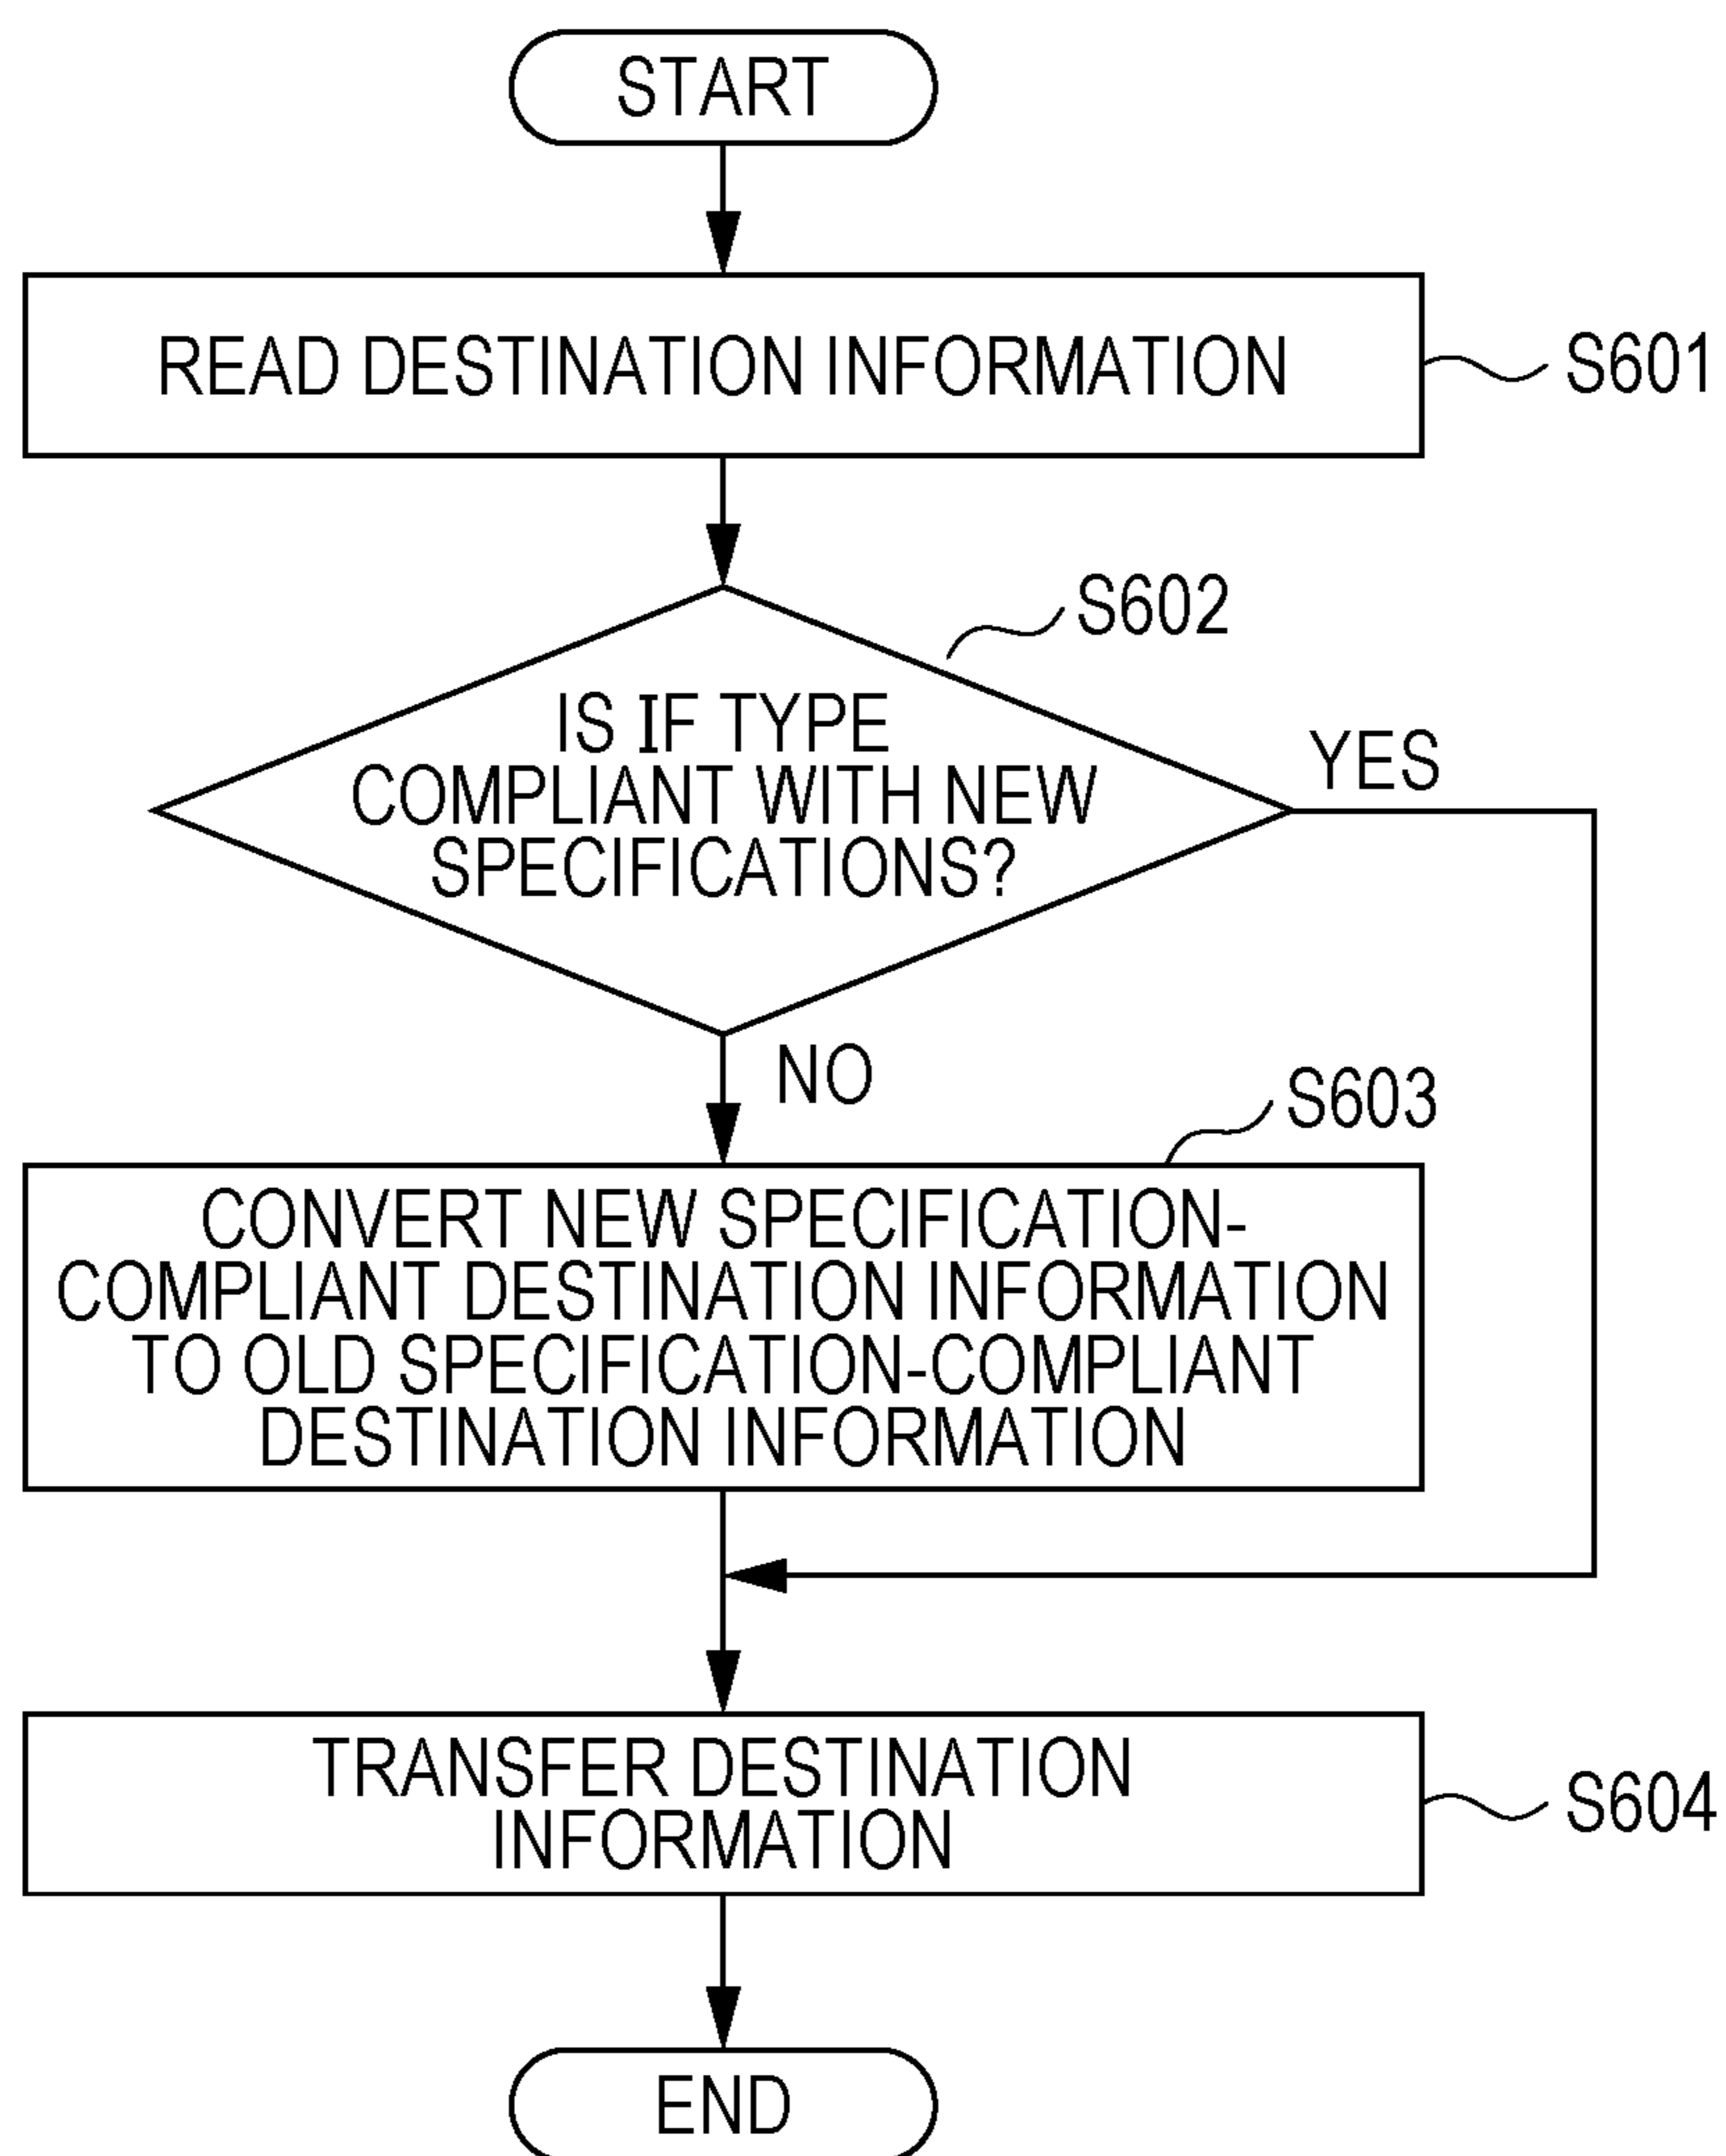 START
READ DESTINATION INFORMATION
S601
S602
IS IF TYPE
COMPLIANT WITH NEW
SPECIFICATIONS?
YES
NO
S603
CONVERT NEW SPECIFICATION-
COMPLIANT DESTINATION INFORMATION
TO OLD SPECIFICATION-COMPLIANT
DESTINATION INFORMATION
TRANSFER DESTINATION
INFORMATION
S604
END